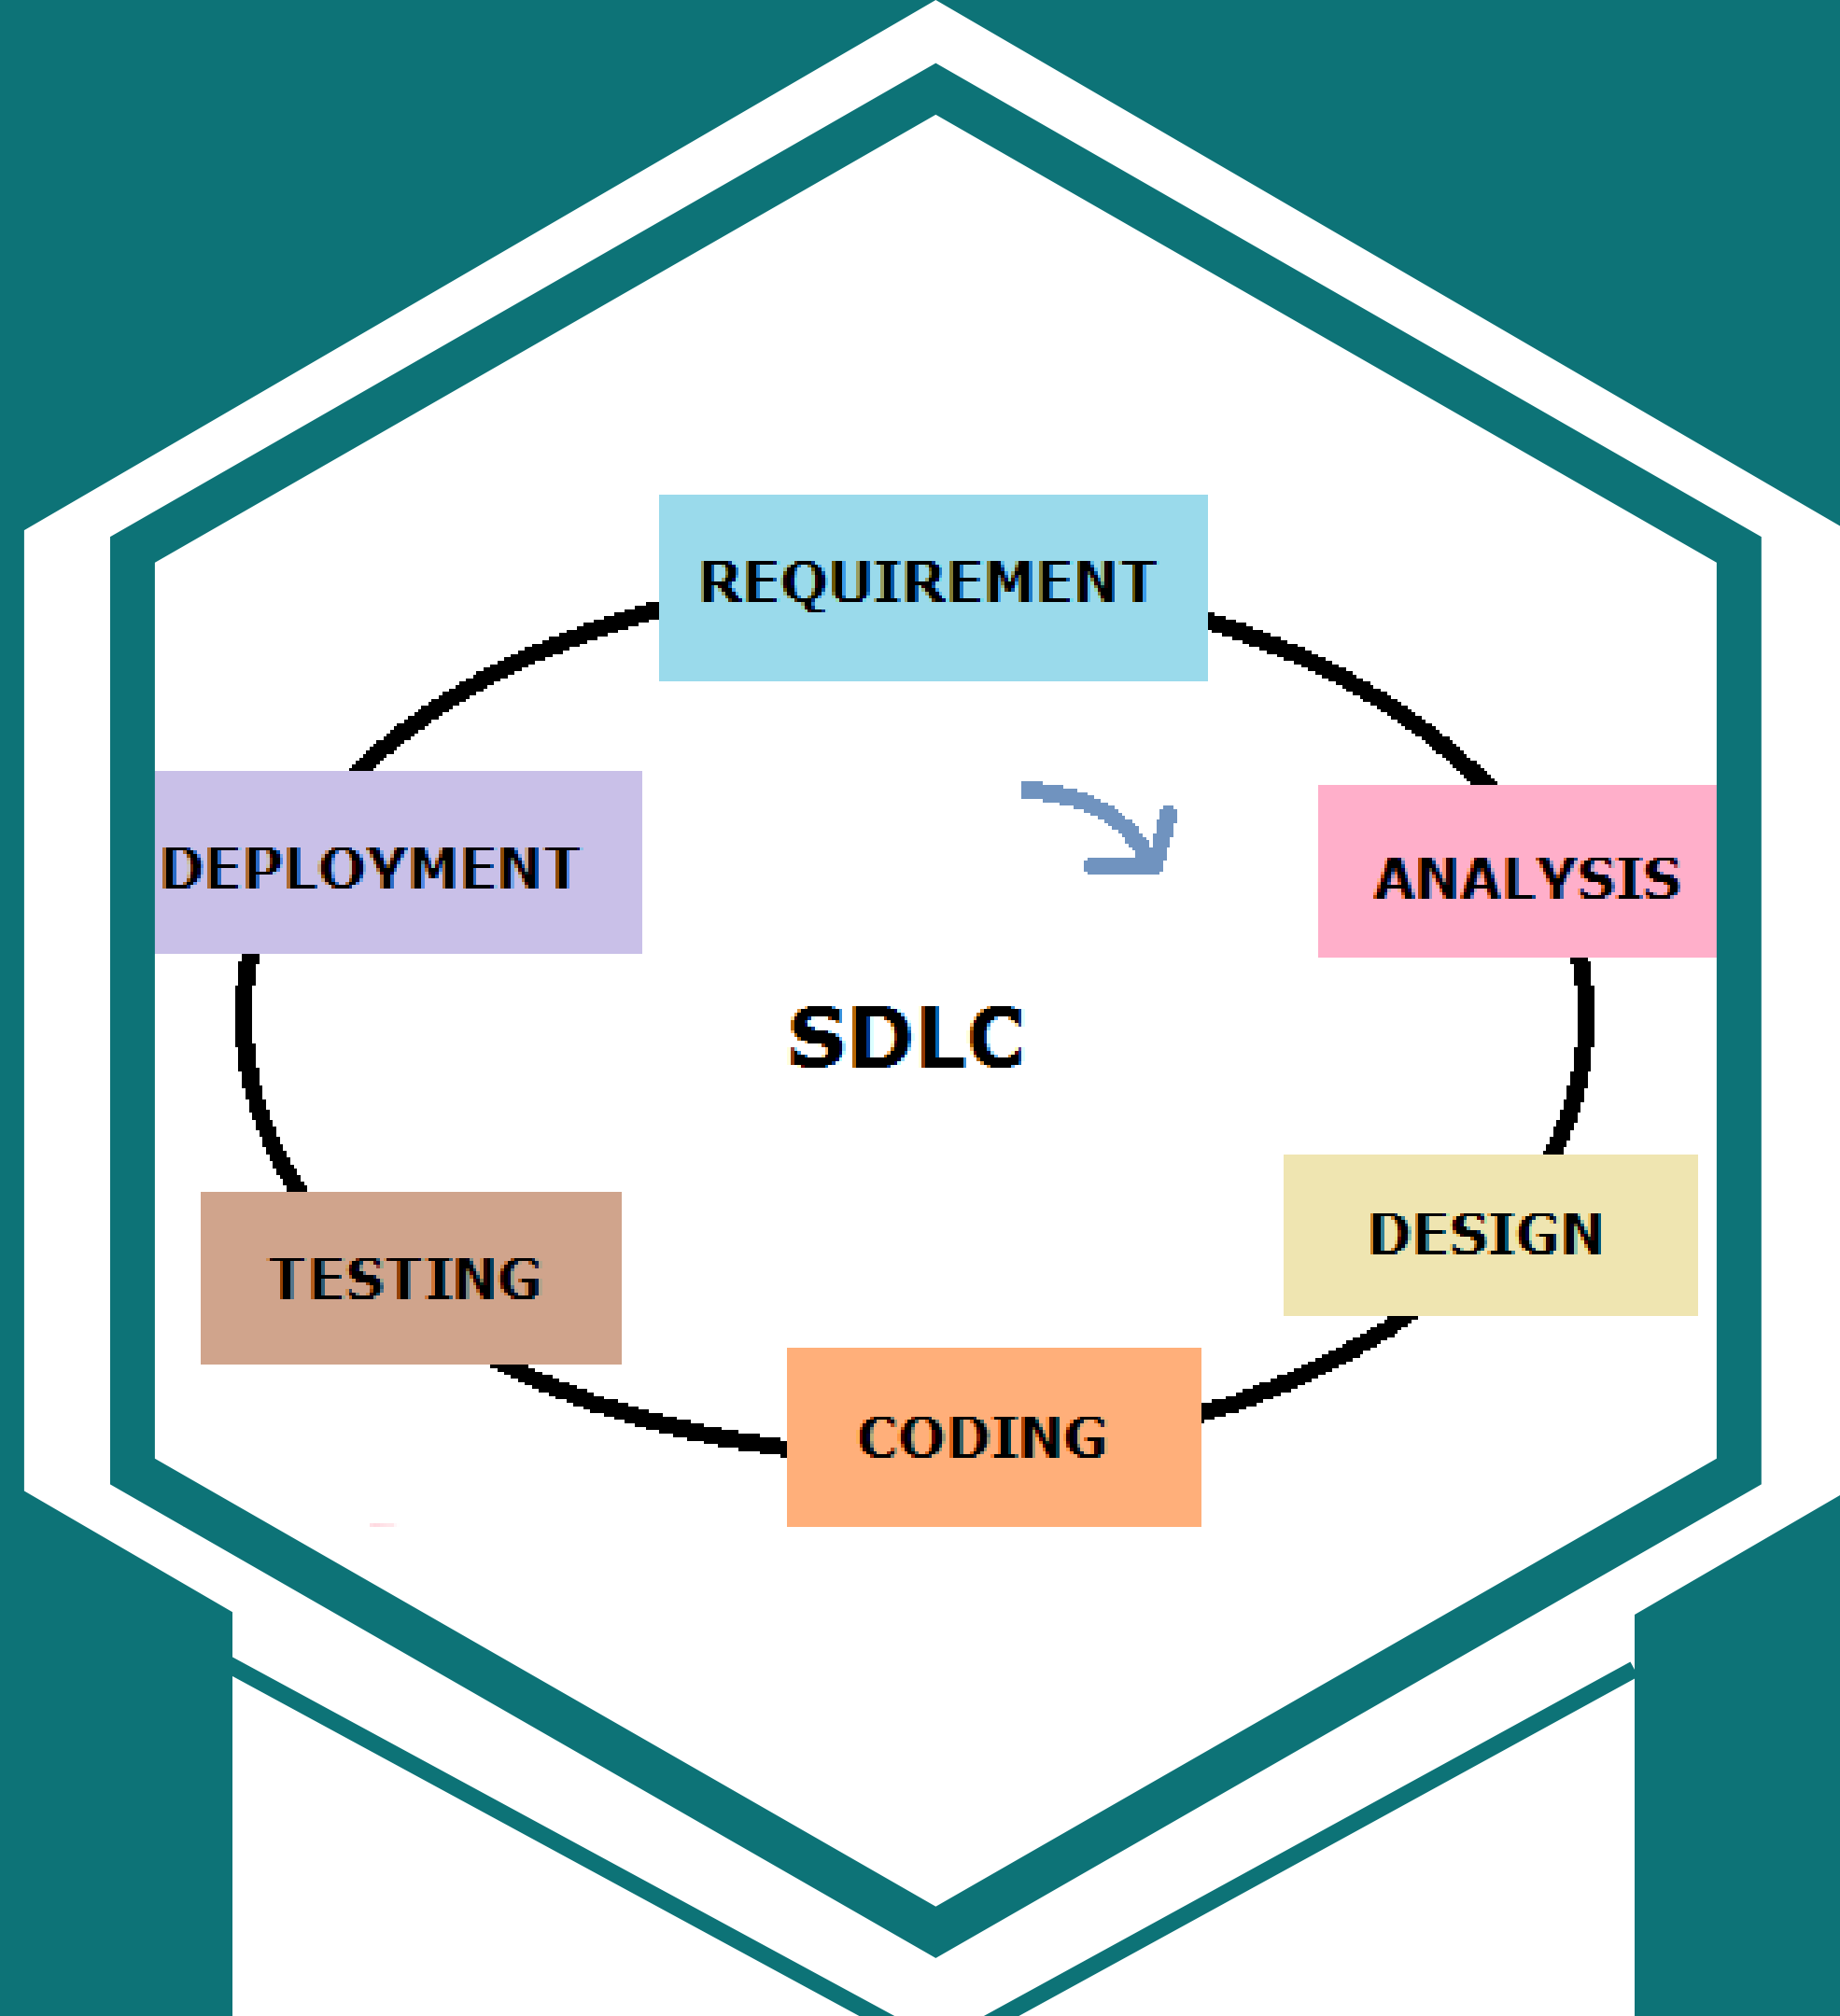 REQUIREMENT
DEPLOYMENT
ANALYSIS
SDLC
DESIGN
TESTING
CODING